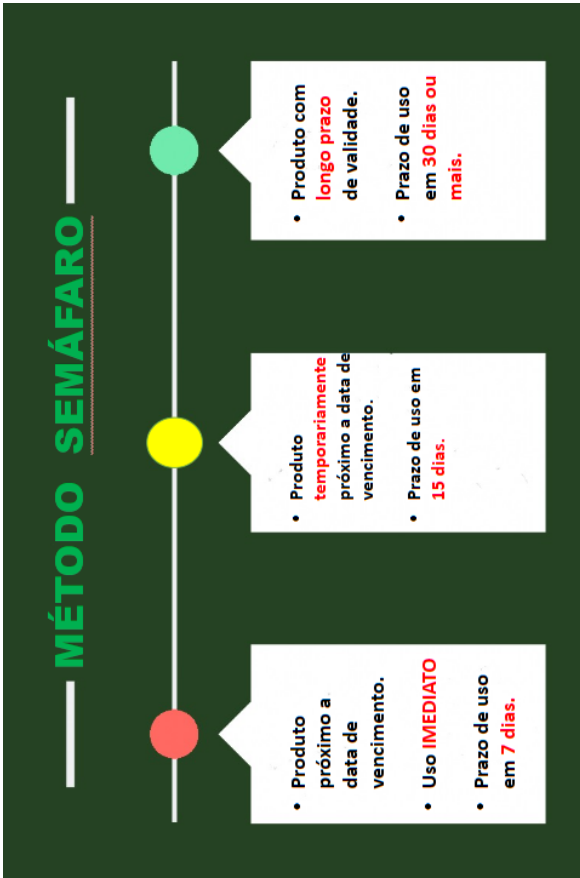 MÉTODO SEMÁFARO
• Produto
próximo a
data de
vencimento.
• Uso IMEDIATO
• Prazo de uso
em 7 dias.
• Produto
temporariamente
próximo a data de
vencimento.
• Prazo de uso em
15 dias.
• Produto com
longo prazo
de validade.
• Prazo de uso
em 30 dias ou
mais.